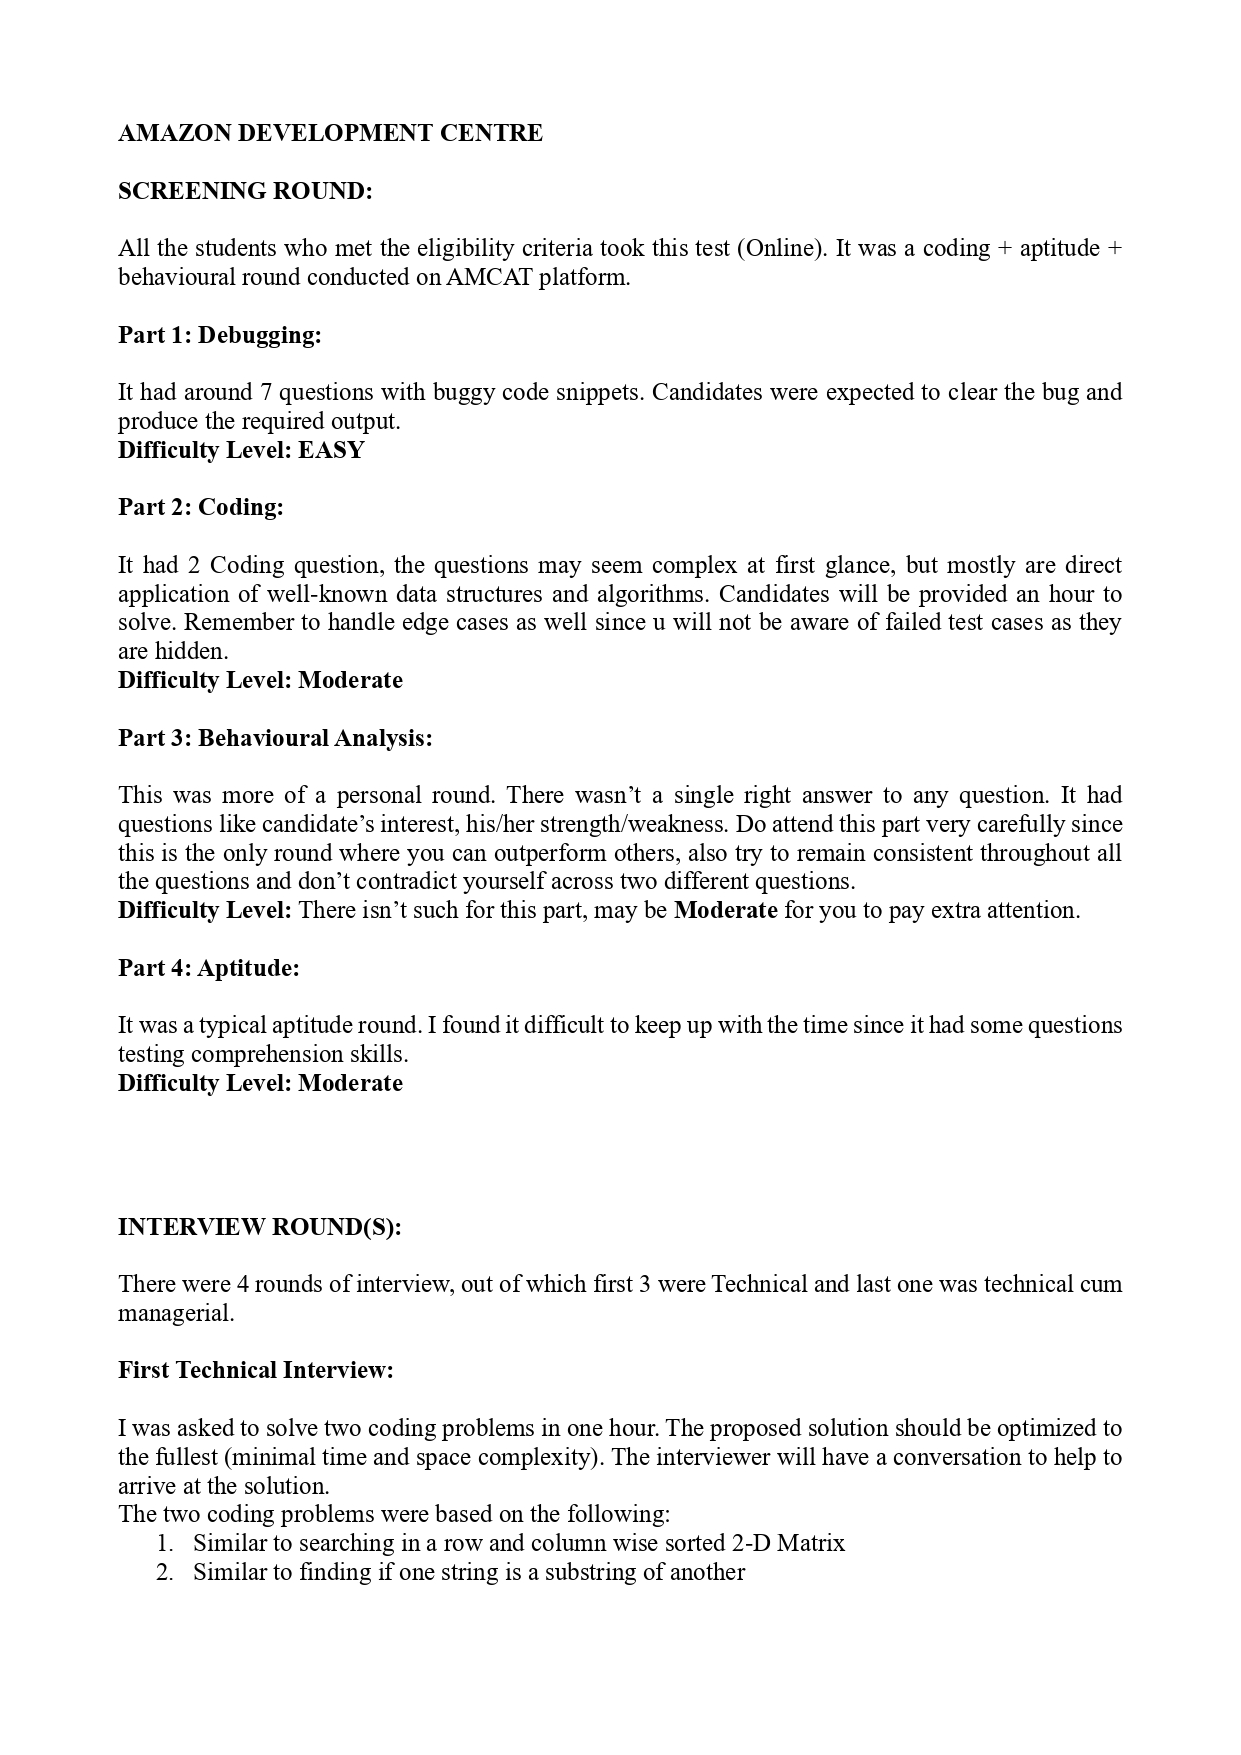 AMAZON DEVELOPMENT CENTRE
SCREENING ROUND:
All the students who met the eligibility criteria took this test (Online). It was a coding + aptitude +
behavioural round conducted on AMCAT platform.
Part 1: Debugging:
It had around 7 questions with buggy code snippets. Candidates were expected to clear the bug and
produce the required output.
Difficulty Level: EASY
Part 2: Coding:
It had 2 Coding question, the questions may seem complex at first glance, but mostly are direct
application of well-known data structures and algorithms. Candidates will be provided an hour to
solve. Remember to handle edge cases as well since u will not be aware of failed test cases as they
are hidden.
Difficulty Level: Moderate
Part 3: Behavioural Analysis:
This was more of a personal round. There wasn’t a single right answer to any question. It had
questions like candidate’s interest, his/her strength/weakness. Do attend this part very carefully since
this is the only round where you can outperform others, also try to remain consistent throughout all
the questions and don’t contradict yourself across two different questions.
Difficulty Level: There isn’t such for this part, may be Moderate for you to pay extra attention.
Part 4: Aptitude:
It was a typical aptitude round. I found it difficult to keep up with the time since it had some questions
testing comprehension skills.
Difficulty Level: Moderate
INTERVIEW ROUND(S):
There were 4 rounds of interview, out of which first 3 were Technical and last one was technical cum
managerial.
First Technical Interview:
I was asked to solve two coding problems in one hour. The proposed solution should be optimized to
the fullest (minimal time and space complexity). The interviewer will have a conversation to help to
arrive at the solution.
The two coding problems were based on the following:
1. Similar to searching in a row and column wise sorted 2-D Matrix
2. Similar to finding if one string is a substring of another